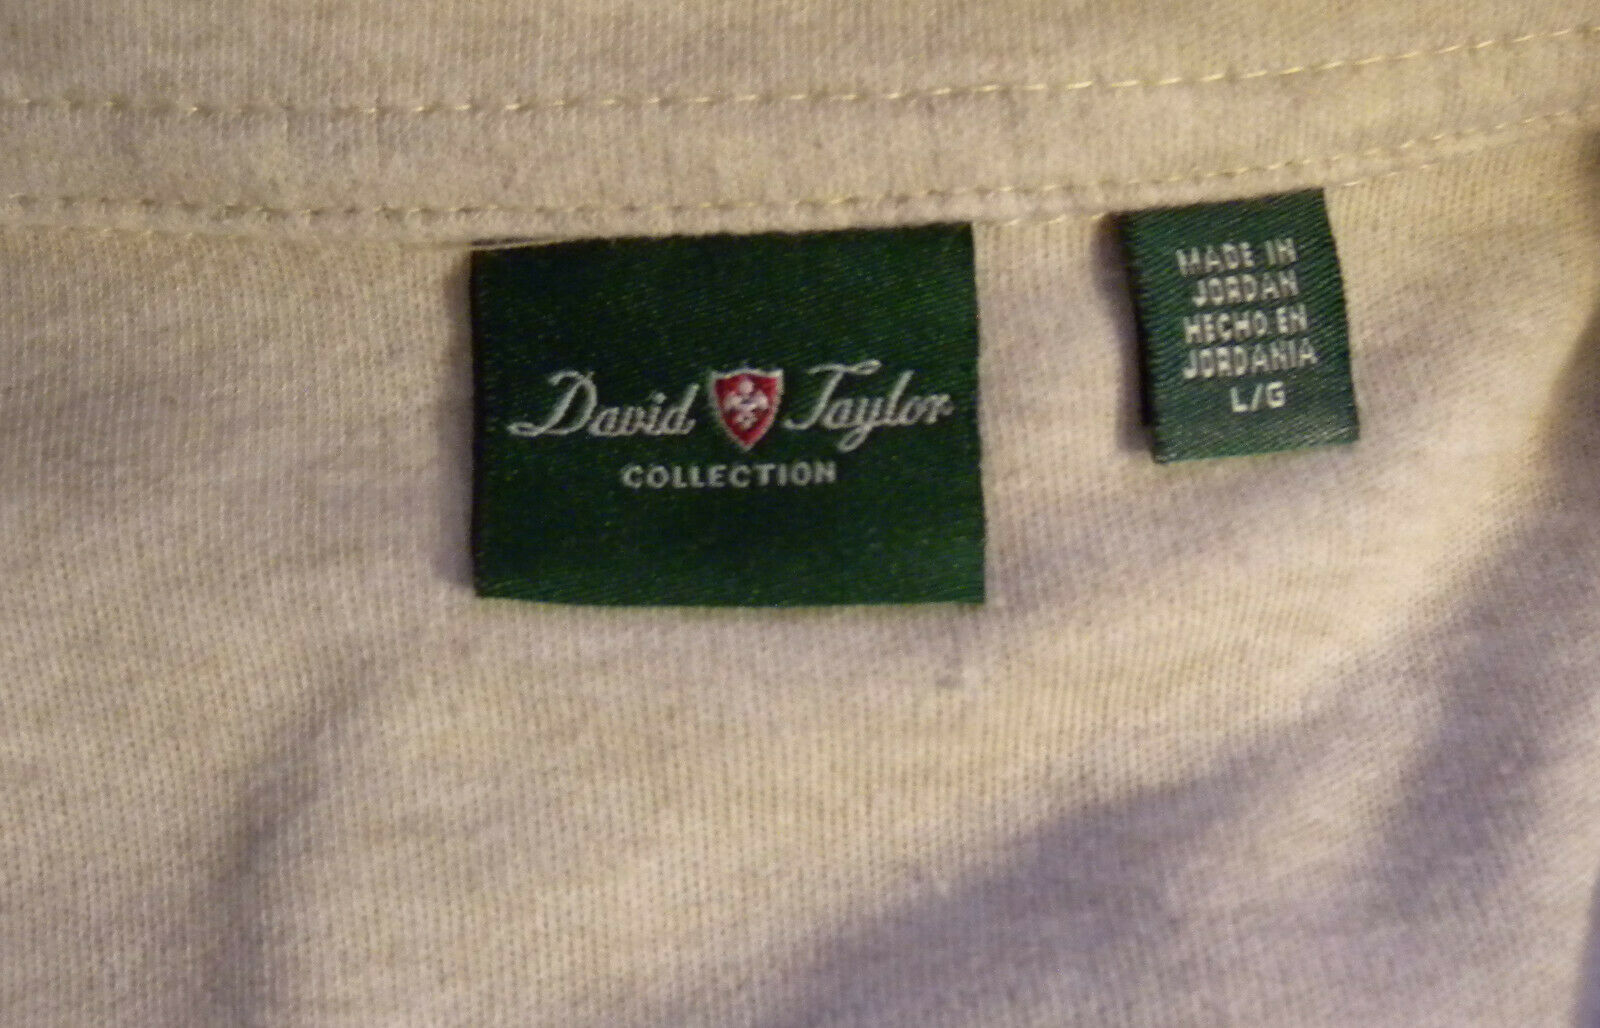 David Taylor
COLLECTION
MADE IN
JORDAN
HECHO EN
JORDANIA
L/G